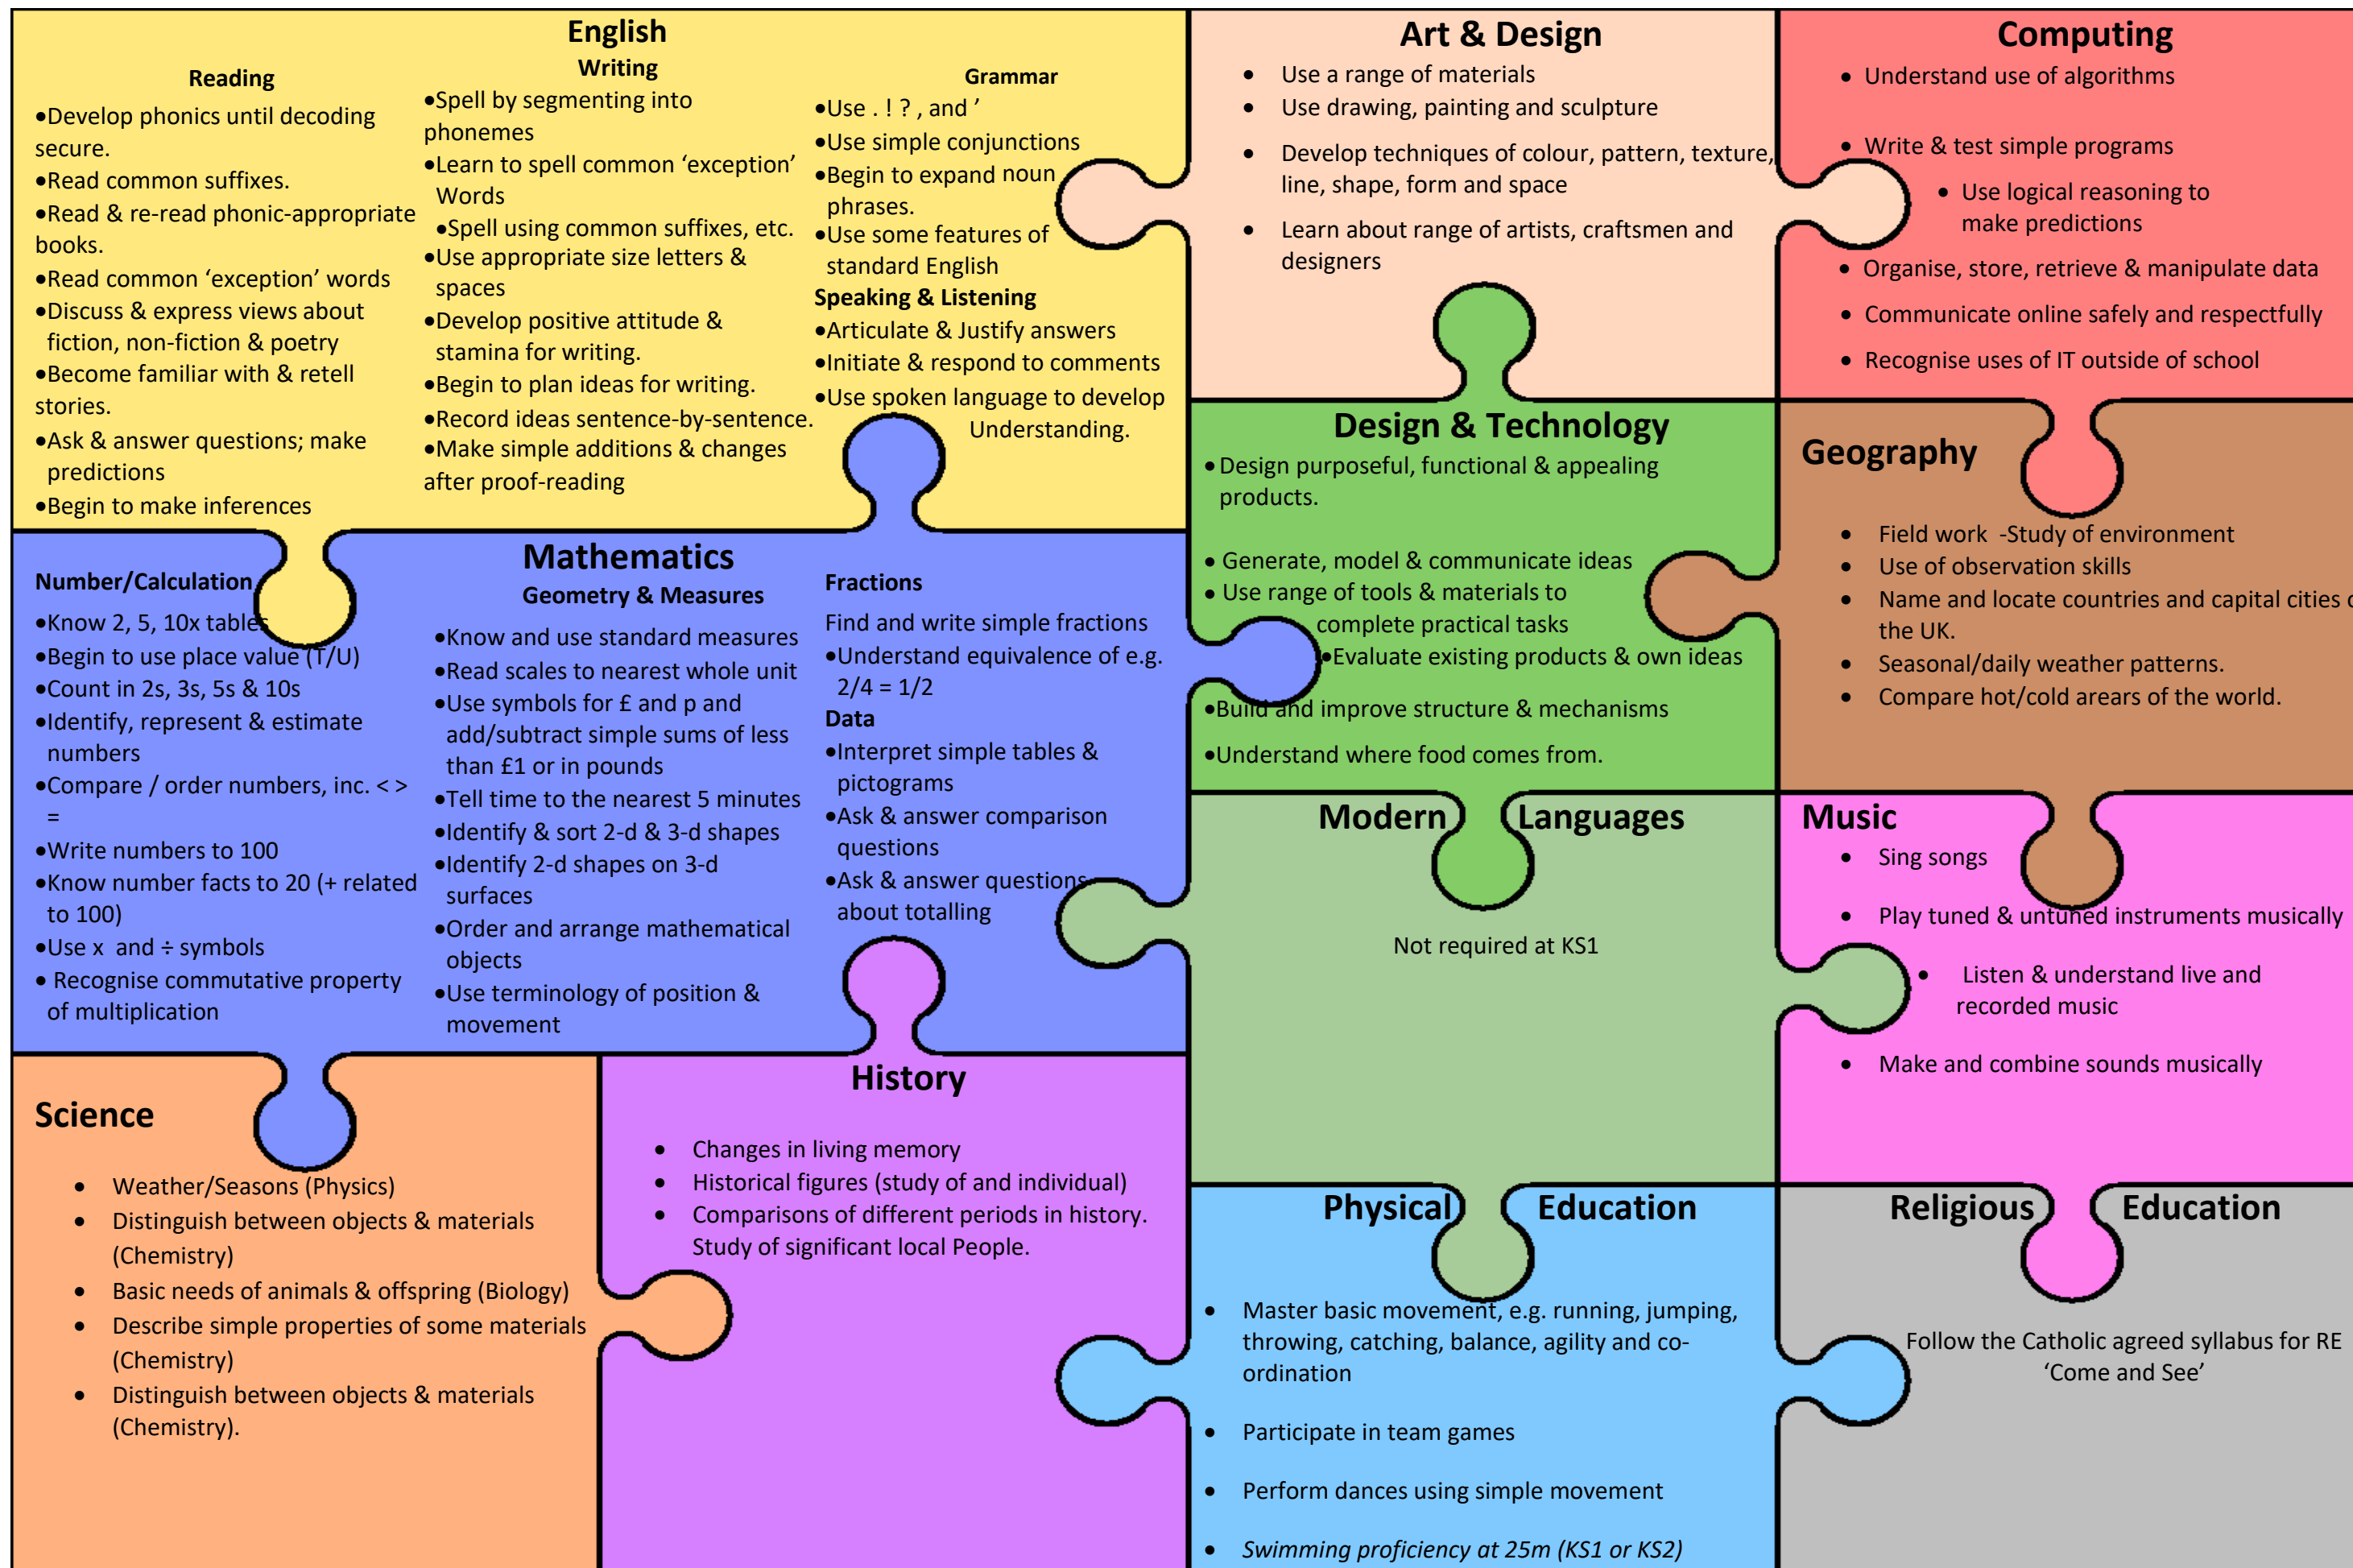 English
Reading
•Develop phonics until decoding
secure.
•Read common suffixes.
•Read & re-read phonic-appropriate
books.
•Read common ‘exception’ words
•Discuss & express views about
fiction, non-fiction & poetry
•Become familiar with & retell
stories.
•Ask & answer questions; make
predictions
•Begin to make inferences
Writing
•Spell by segmenting into
phonemes
•Learn to spell common ‘exception’
Words
•Spell using common suffixes, etc.
•Use appropriate size letters &
spaces
•Develop positive attitude &
stamina for writing.
•Begin to plan ideas for writing.
•Record ideas sentence-by-sentence.
•Make simple additions & changes
after proof-reading
Grammar
•Use . ! ? , and ’
•Use simple conjunctions
•Begin to expand noun
phrases.
•Use some features of
standard English
Speaking & Listening
•Articulate & Justify answers
•Initiate & respond to comments
•Use spoken language to develop
Understanding.
Art & Design
• Use a range of materials
• Use drawing, painting and sculpture
• Develop techniques of colour, pattern, texture,
line, shape, form and space
• Learn about range of artists, craftsmen and
designers
Computing
• Understand use of algorithms
• Write & test simple programs
• Use logical reasoning to
make predictions
• Organise, store, retrieve & manipulate data
• Communicate online safely and respectfully
• Recognise uses of IT outside of school
Mathematics
Number/Calculation
•Know 2, 5, 10x tables
•Begin to use place value (T/U)
•Count in 2s, 3s, 5s & 10s
•Identify, represent & estimate
numbers
•Compare / order numbers, inc. < >
=
•Write numbers to 100
•Know number facts to 20 (+ related
to 100)
•Use x and ÷ symbols
• Recognise commutative property
of multiplication
Geometry & Measures
•Know and use standard measures
•Read scales to nearest whole unit
•Use symbols for £ and p and
add/subtract simple sums of less
than £1 or in pounds
•Tell time to the nearest 5 minutes
•Identify & sort 2-d & 3-d shapes
•Identify 2-d shapes on 3-d
surfaces
•Order and arrange mathematical
objects
•Use terminology of position &
movement
Fractions
Find and write simple fractions
•Understand equivalence of e.g.
2/4 = 1/2
Data
•Interpret simple tables &
pictograms
•Ask & answer comparison
questions
•Ask & answer questions
about totalling
Design & Technology
•Design purposeful, functional & appealing
products.
• Generate, model & communicate ideas
• Use range of tools & materials to
complete practical tasks
•Evaluate existing products & own ideas
•Build and improve structure & mechanisms
•Understand where food comes from.
Geography
• Field work -Study of environment
• Use of observation skills
• Name and locate countries and capital cities
the UK.
• Seasonal/daily weather patterns.
• Compare hot/cold arears of the world.
Modern Languages
Not required at KS1
Music
• Sing songs
• Play tuned & untuned instruments musically
• Listen & understand live and
recorded music
• Make and combine sounds musically
Science
• Weather/Seasons (Physics)
• Distinguish between objects & materials
(Chemistry)
• Basic needs of animals & offspring (Biology)
• Describe simple properties of some materials
(Chemistry)
• Distinguish between objects & materials
(Chemistry).
History
• Changes in living memory
• Historical figures (study of and individual)
• Comparisons of different periods in history.
Study of significant local People.
Physical Education
• Master basic movement, e.g. running, jumping,
throwing, catching, balance, agility and co-
ordination
• Participate in team games
• Perform dances using simple movement
• Swimming proficiency at 25m (KS1 or KS2)
Religious Education
Follow the Catholic agreed syllabus for RE
‘Come and See’